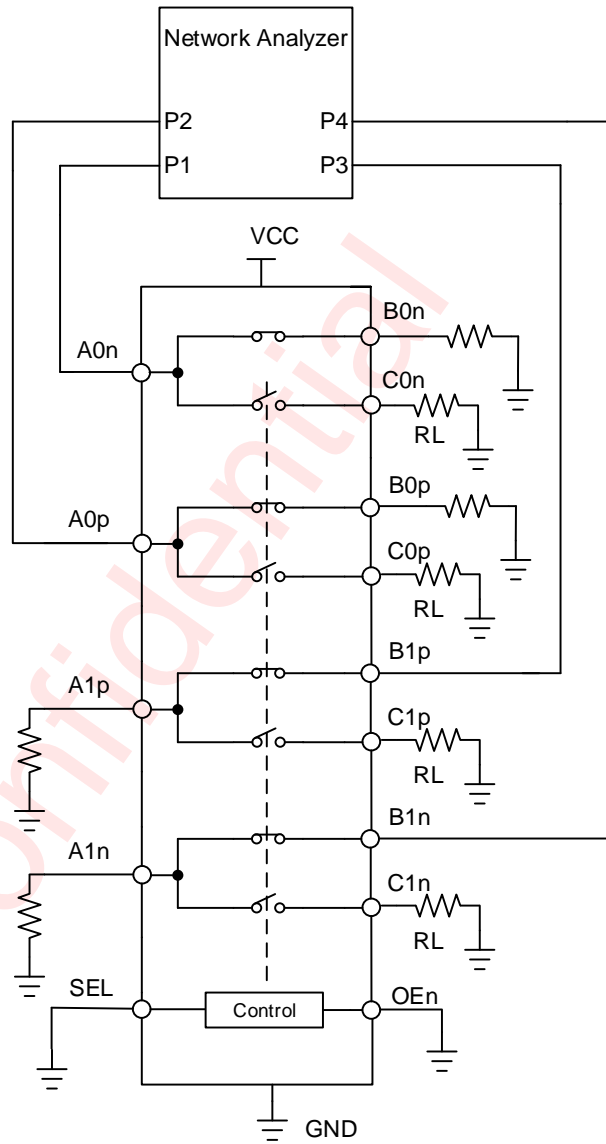 Network Analyzer
P2
P4
P1
P3
VCC
B0n
A0n
C0n
RL
B0p
A0p
C0p
RL
B1p
A1p
C1p
RL
B1n
A1n
C1n
RL
SEL
Control
OEn
GND
onfidential